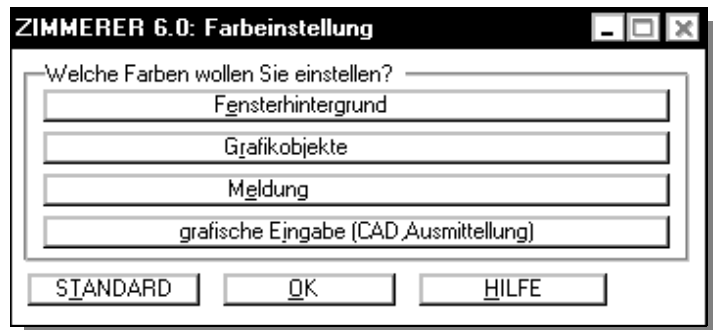 ZIMMERER 6.0: Farbeinstellung
Welche Farben wollen Sie einstellen?
Fensterhintergrund
Grafikobjekte
Meldung
grafische Eingabe (CAD,Ausmittellung)
STANDARD OK HILFE